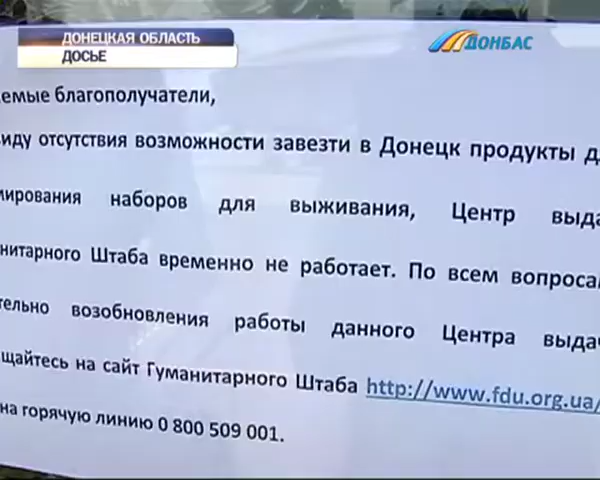 ДОНЕЦКАЯ ОБЛАСТЬ
ДОСЬЕ
ДОНБАС
емые благополучатели,
виду отсутствия возможности завезти в Донецк продукты д
мирования наборов для выживания, Центр выда
нитарного Штаба временно не работает. По всем вопроса
тельно возобновления работы данного Центра выдач
щайтесь на сайт Гуманитарного Штаба http://www.fdu.org.ua/
на горячую линию 0 800 509 001.